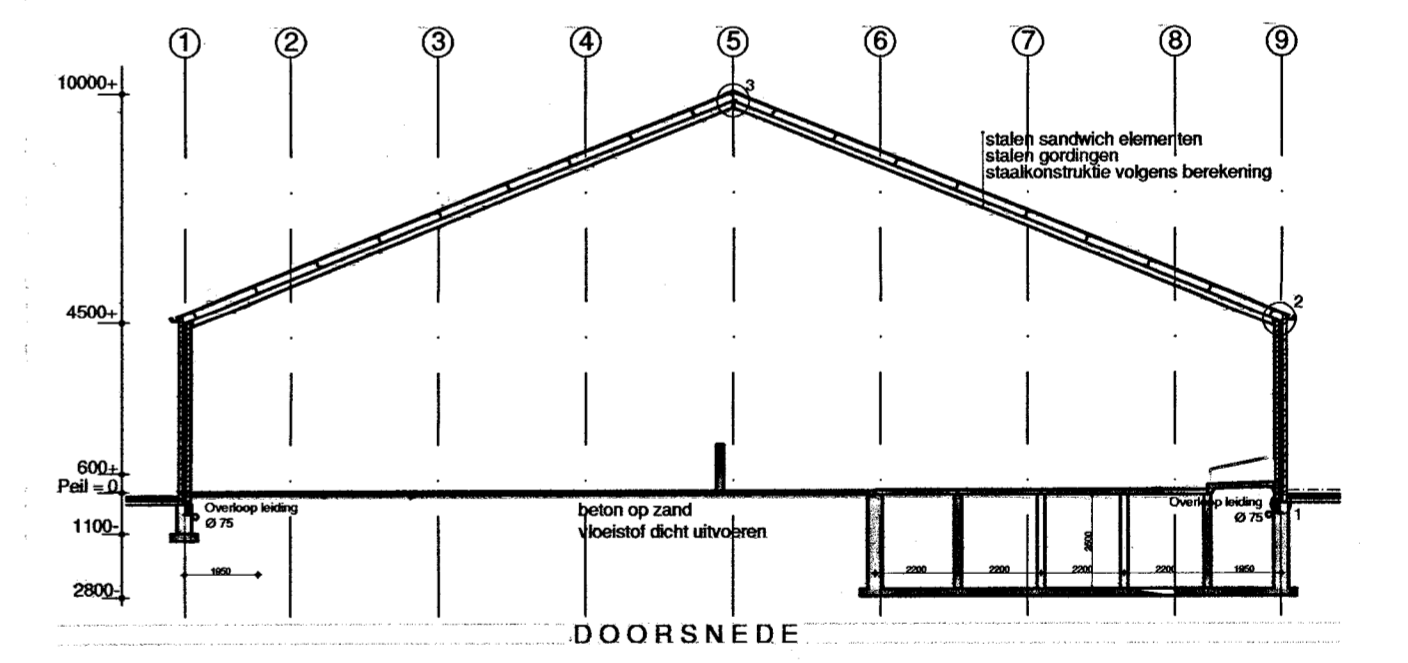 1 2 3 4 5 6 7 8 9
10000+
3
stalen sandwich elementen
stalen gordingen
staalkonstruktie volgens berekening
4500+
2
600+
Peil = 0
Overloop leiding
Ø 75
beton op zand
vloeistof dicht uitvoeren
Overloop leiding
Ø 75
1
1100-
2600
1950
2200 2200 2200 2200 1950
2800-
DOORSNEDE